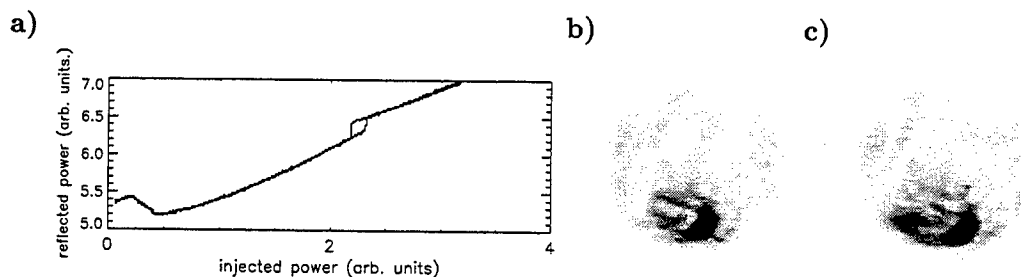 a)
reflected power (arb. units.)
7.0
6.5
6.0
5.5
5.0
0
2
4
injected power (arb. units)
b)
c)